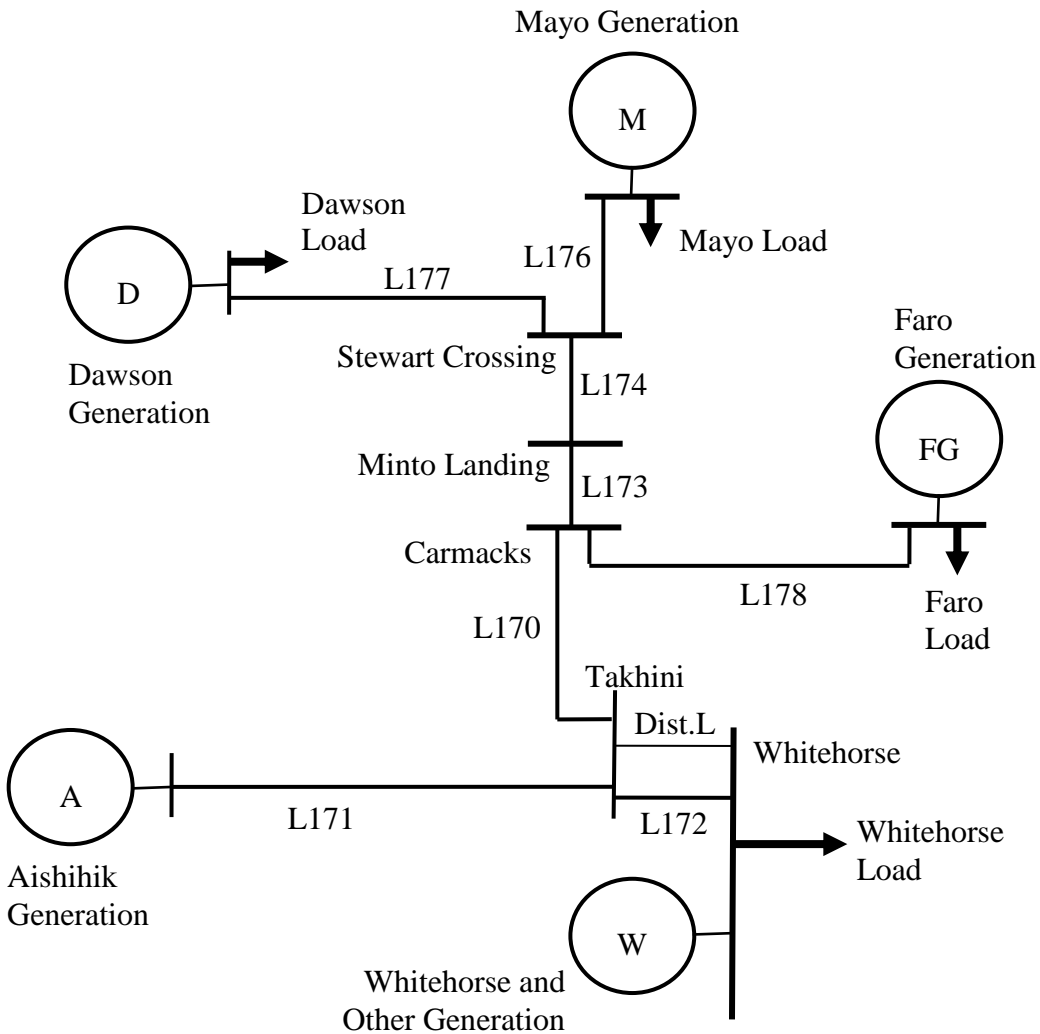 Mayo Generation
M
Dawson
Load
Mayo Load
L176
L177
D
Faro
Generation
Stewart Crossing
Dawson
Generation
L174
FG
Minto Landing
L173
Carmacks
L178
Faro
Load
L170
Takhini
Dist.L
Whitehorse
A
L171
L172
Whitehorse
Load
Aishihik
Generation
W
Whitehorse and
Other Generation